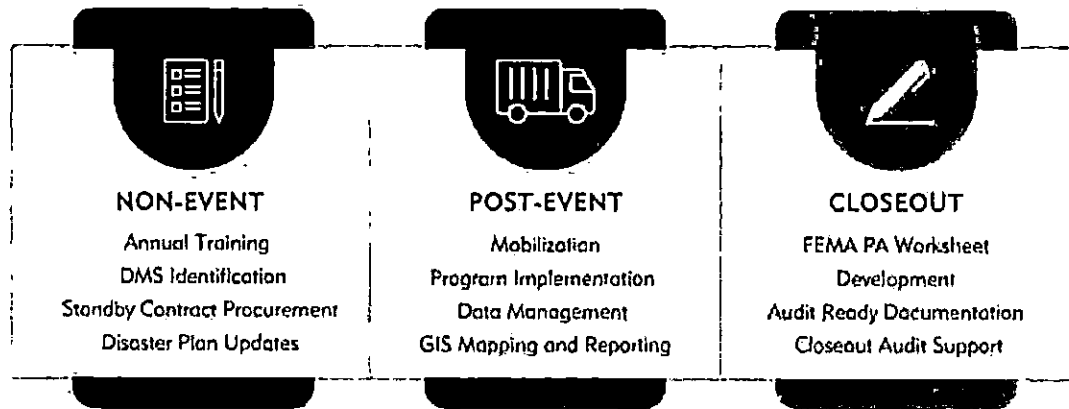 NON-EVENT
Annual Training
DMS Identification
Standby Contract Procurement
Disaster Plan Updates
POST-EVENT
Mobilization
Program Implementation
Data Management
GIS Mapping and Reporting
CLOSEOUT
FEMA PA Worksheet
Development
Audit Ready Documentation
Closeout Audit Support